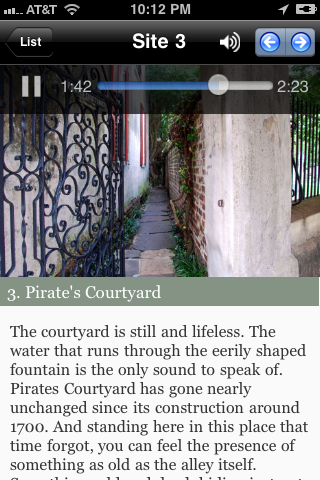 AT&T 10:12 PM
List Site 3
1:42 2:23
3. Pirate's Courtyard
The courtyard is still and lifeless. The
water that runs through the eerily shaped
fountain is the only sound to speak of.
Pirates Courtyard has gone nearly
unchanged since its construction around
1700. And standing here in this place that
time forgot, you can feel the presence of
something as old as the alley itself.